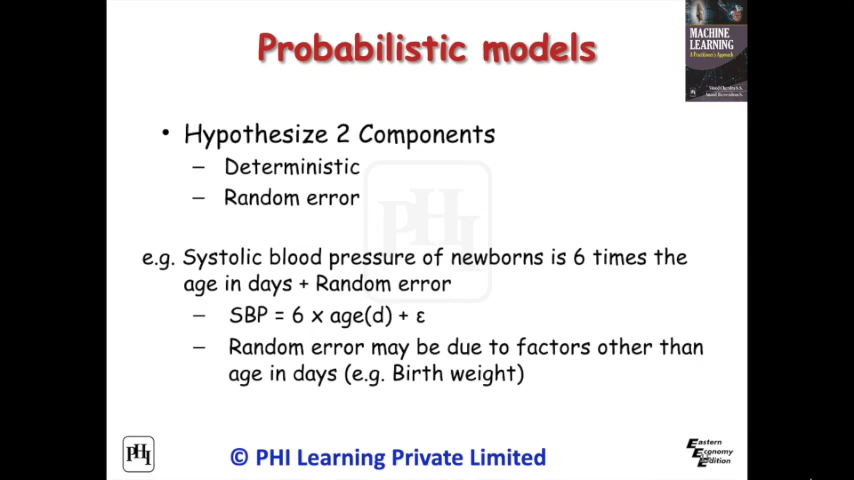 Probabilistic models
MACHINE
LEARNING
A Practitioner's Approach
• Hypothesize 2 Components
– Deterministic
– Random error
PHI
e.g. Systolic blood pressure of newborns is 6 times the
age in days + Random error
– SBP = 6 x age(d) + ε
– Random error may be due to factors other than
age in days (e.g. Birth weight)
PHI
© PHI Learning Private Limited
Eastern
Economy
Edition